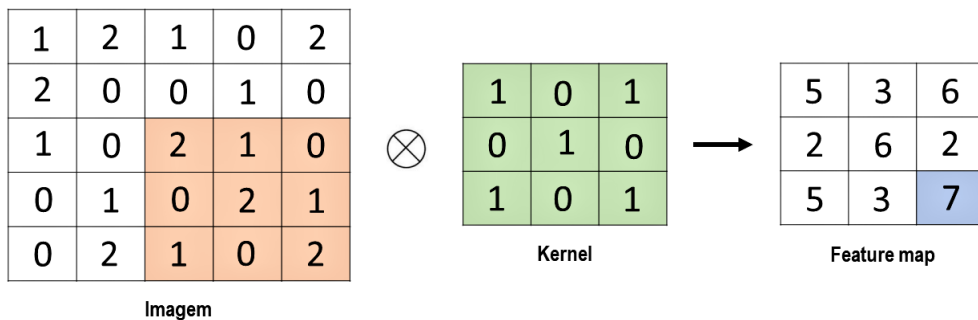 1 2 1 0 2
2 0 0 1 0
1 0 2 1 0
0 1 0 2 1
0 2 1 0 2
Imagem
1 0 1
0 1 0
1 0 1
Kernel
5 3 6
2 6 2
5 3 7
Feature map